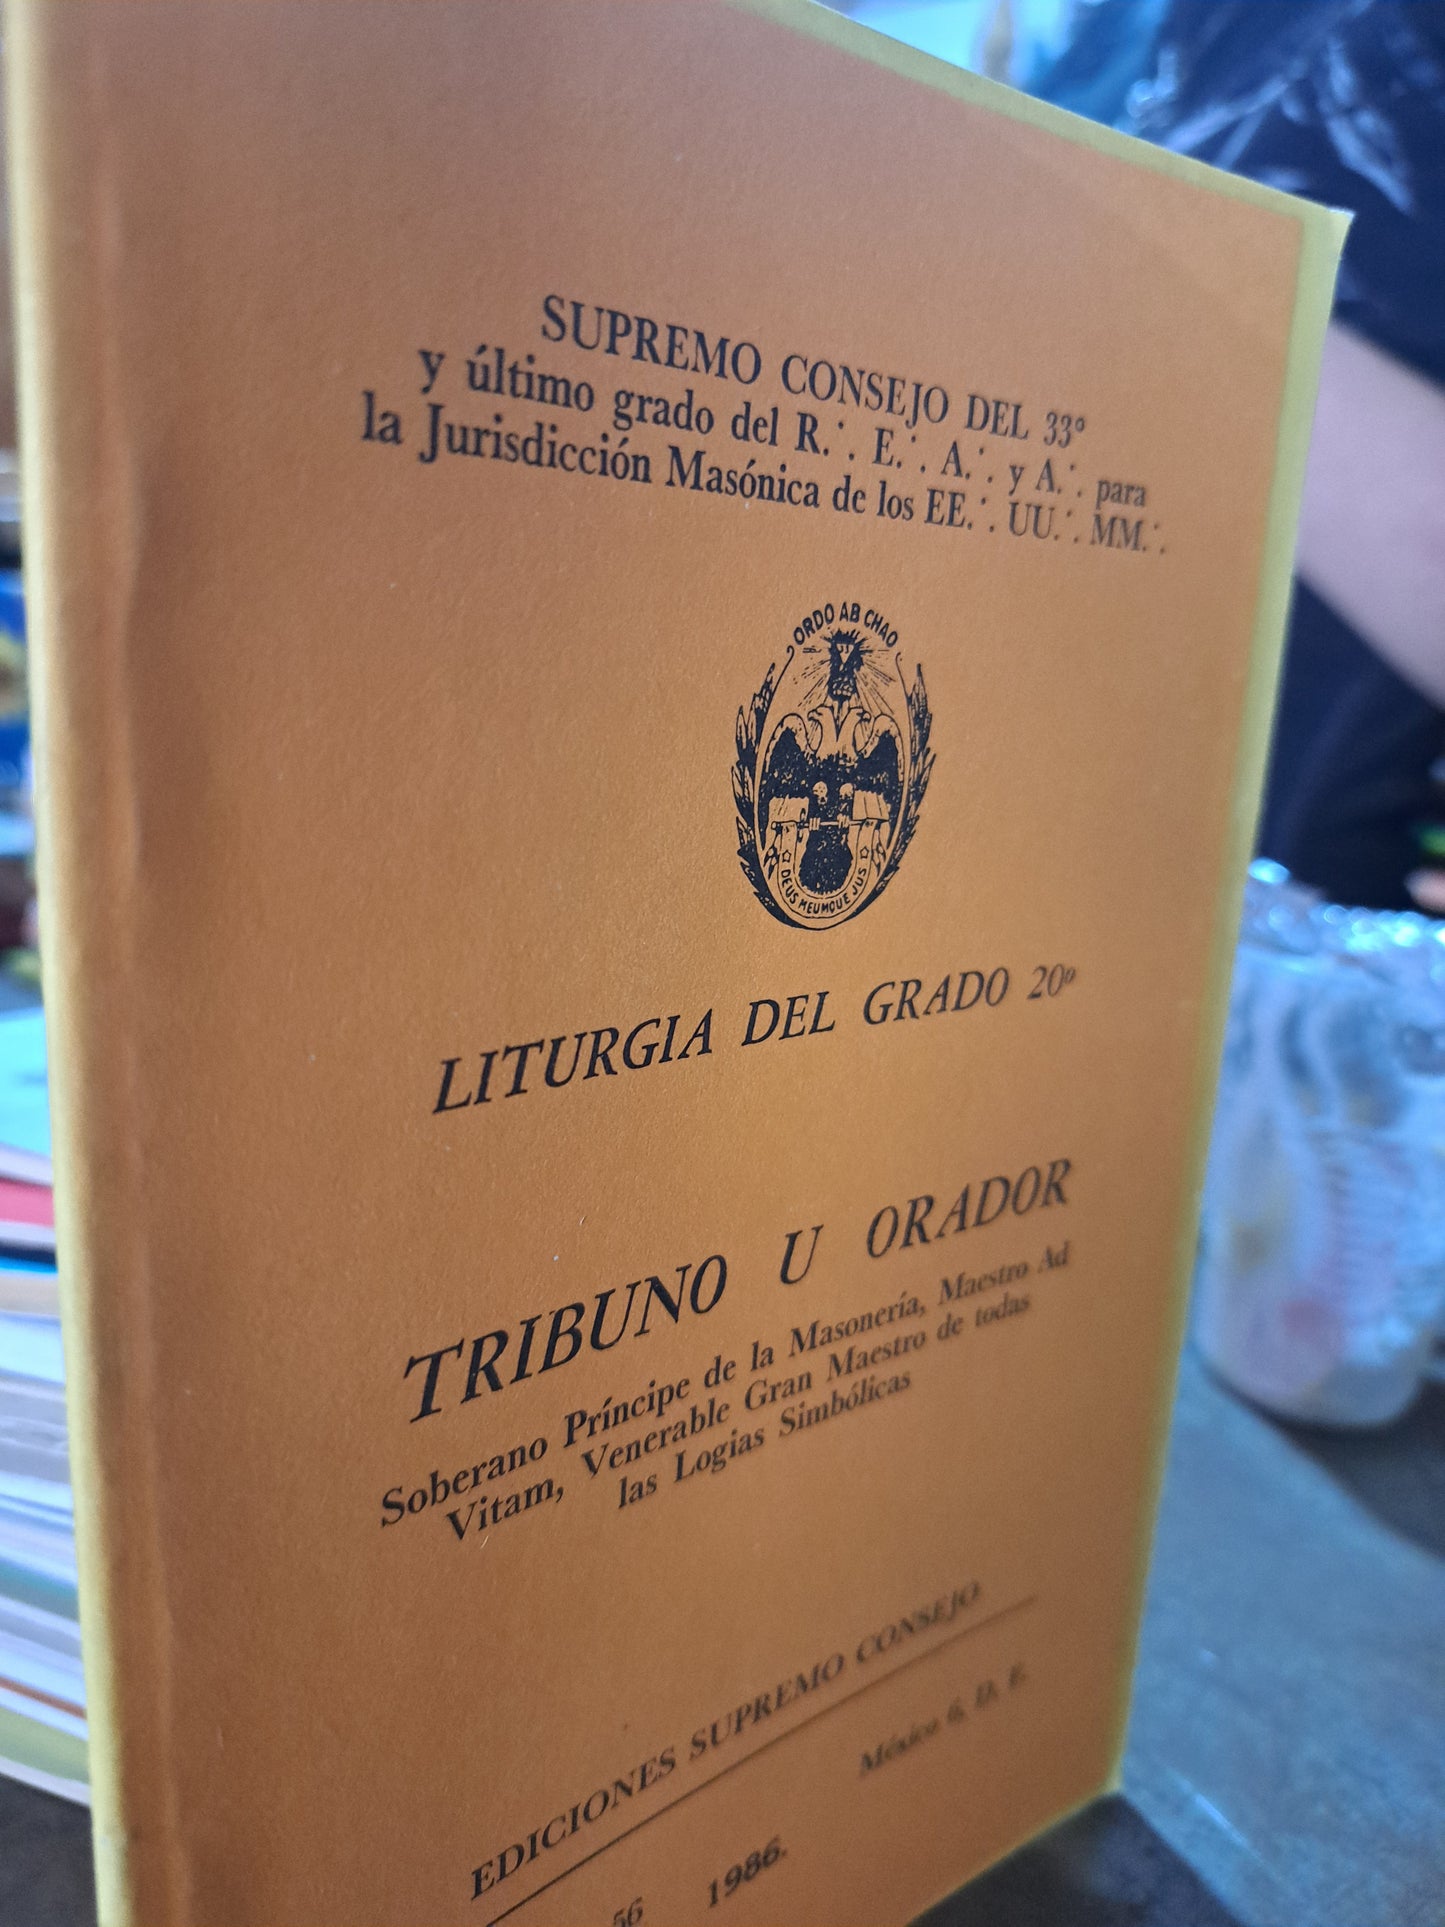 SUPREMO CONSEJO DEL 33º
y último grado del R.∴ E.∴ A.∴ y A.∴ para
la Jurisdicción Masónica de los EE.∴ UU.∴ MM.∴
ORDO AB CHAO
DEUS MEUMQUE JUS
LITURGIA DEL GRADO 20º
TRIBUNO U ORADOR
Soberano Príncipe de la Masonería, Maestro Ad
Vitam, Venerable Gran Maestro de todas
las Logias Simbólicas
EDICIONES SUPREMO CONSEJO
México 6, D. F.
56 1986.